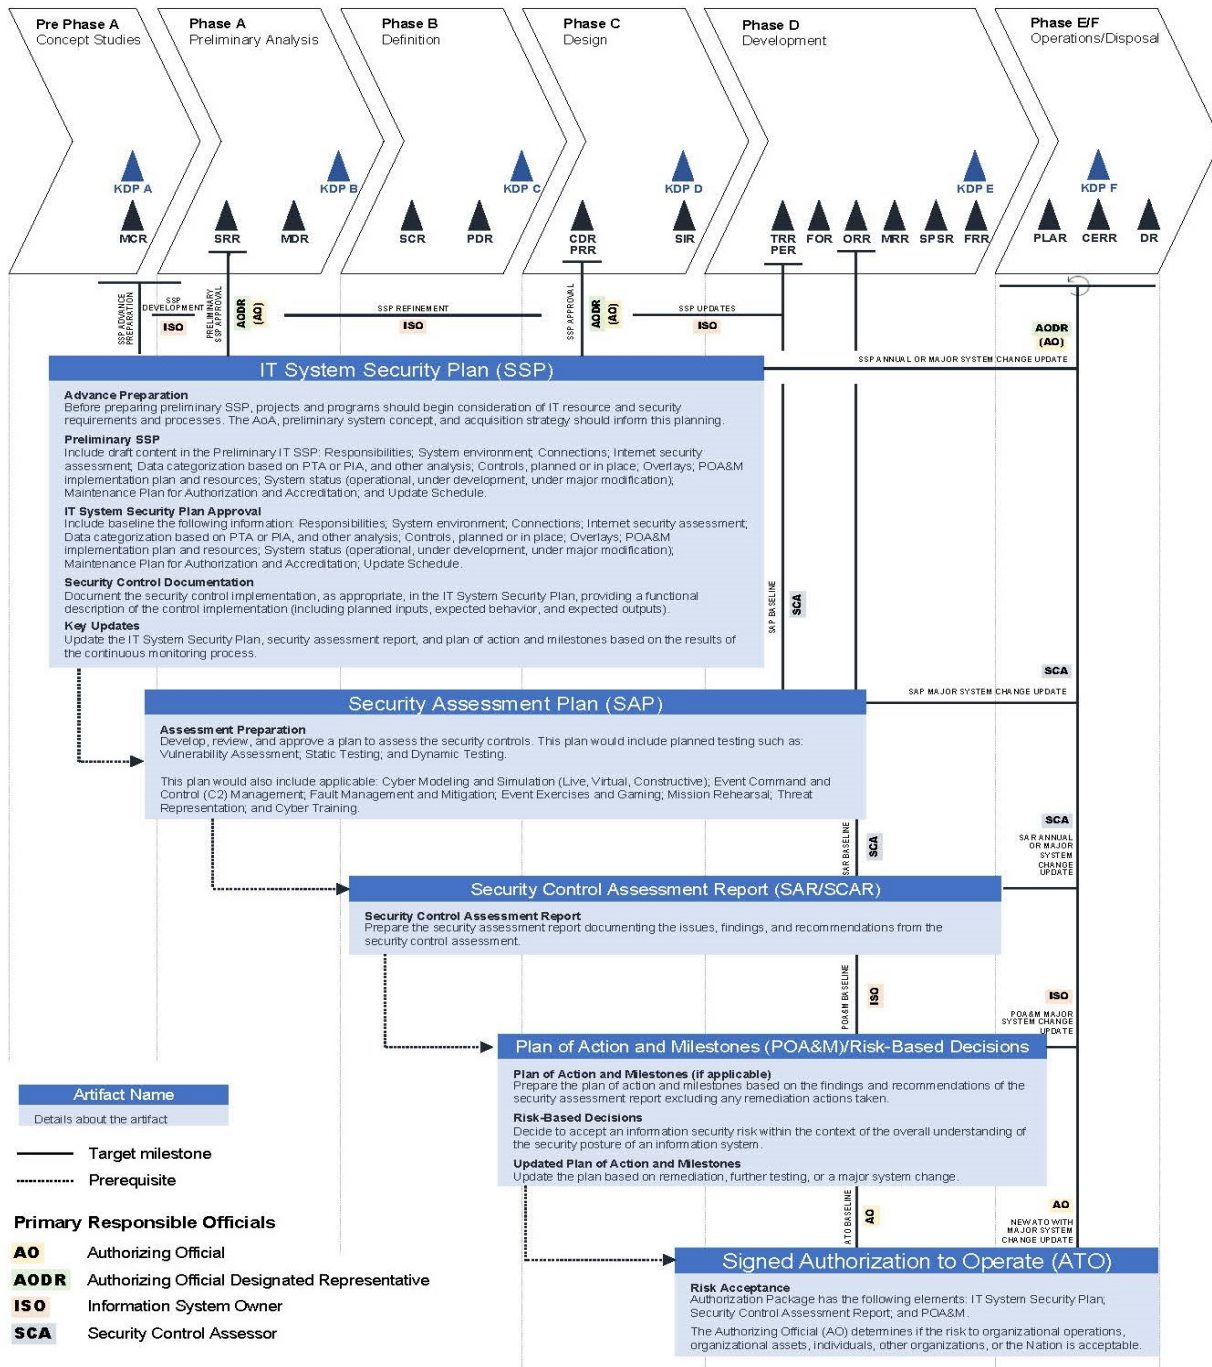 Pre Phase A
Concept Studies
Phase A
Preliminary Analysis
Phase B
Definition
Phase C
Design
Phase D
Development
Phase E/F
Operations/Disposal
KDP A
KDP B
KDP C
KDP D
KDP E
KDP F
MCR
SRR
MDR
SCR
PDR
CDR
PRR
SIR
TRR
PER
FOR
ORR
MRR
SPSR
FRR
PLAR
CERR
DR
SSP ADVANCE
PREPARATION
SSP
DEVELOPMENT
ISO
PRELIMINARY
SSP APPROVAL
AODR
(AO)
SSP REFINEMENT
ISO
SSP APPROVAL
AODR
(AO)
SSP UPDATES
ISO
AODR
(AO)
SSP ANNUAL OR MAJOR SYSTEM CHANGE UPDATE
IT System Security Plan (SSP)
Advance Preparation
Before preparing preliminary SSP, projects and programs should begin consideration of IT resource and security
requirements and processes. The AoA, preliminary system concept, and acquisition strategy should inform this planning.
Preliminary SSP
Include draft content in the Preliminary IT SSP: Responsibilities; System environment; Connections; Internet security
assessment; Data categorization based on PTA or PIA, and other analysis; Controls, planned or in place; Overlays; POA&M
implementation plan and resources; System status (operational, under development, under major modification);
Maintenance Plan for Authorization and Accreditation; and Update Schedule.
IT System Security Plan Approval
Include baseline the following information: Responsibilities; System environment; Connections; Internet security assessment;
Data categorization based on PTA or PIA, and other analysis; Controls, planned or in place; Overlays; POA&M
implementation plan and resources; System status (operational, under development, under major modification);
Maintenance Plan for Authorization and Accreditation; Update Schedule.
Security Control Documentation
Document the security control implementation, as appropriate, in the IT System Security Plan, providing a functional
description of the control implementation (including planned inputs, expected behavior, and expected outputs).
Key Updates
Update the IT System Security Plan, security assessment report, and plan of action and milestones based on the results of
the continuous monitoring process.
SAP BASELINE
SCA
SCA
SAP MAJOR SYSTEM CHANGE UPDATE
Security Assessment Plan (SAP)
Assessment Preparation
Develop, review, and approve a plan to assess the security controls. This plan would include planned testing such as:
Vulnerability Assessment; Static Testing; and Dynamic Testing.
This plan would also include applicable: Cyber Modeling and Simulation (Live, Virtual, Constructive); Event Command and
Control (C2) Management; Fault Management and Mitigation; Event Exercises and Gaming; Mission Rehearsal; Threat
Representation; and Cyber Training.
SAR BASELINE
SCA
SCA
SAR ANNUAL
OR MAJOR
SYSTEM
CHANGE
UPDATE
Security Control Assessment Report (SAR/SCAR)
Security Control Assessment Report
Prepare the security assessment report documenting the issues, findings, and recommendations from the
security control assessment.
POA&M BASELINE
ISO
ISO
POA&M MAJOR
SYSTEM CHANGE
UPDATE
Plan of Action and Milestones (POA&M)/Risk-Based Decisions
Plan of Action and Milestones (if applicable)
Prepare the plan of action and milestones based on the findings and recommendations of the
security assessment report excluding any remediation actions taken.
Risk-Based Decisions
Decide to accept an information security risk within the context of the overall understanding of
the security posture of an information system.
Updated Plan of Action and Milestones
Update the plan based on remediation, further testing, or a major system change.
ATO BASELINE
AO
AO
NEW ATO WITH
MAJOR SYSTEM
CHANGE UPDATE
Signed Authorization to Operate (ATO)
Risk Acceptance
Authorization Package has the following elements: IT System Security Plan;
Security Control Assessment Report; and POA&M.
The Authorizing Official (AO) determines if the risk to organizational operations,
organizational assets, individuals, other organizations, or the Nation is acceptable.
Artifact Name
Details about the artifact
Target milestone
Prerequisite
Primary Responsible Officials
AO Authorizing Official
AODR Authorizing Official Designated Representative
ISO Information System Owner
SCA Security Control Assessor